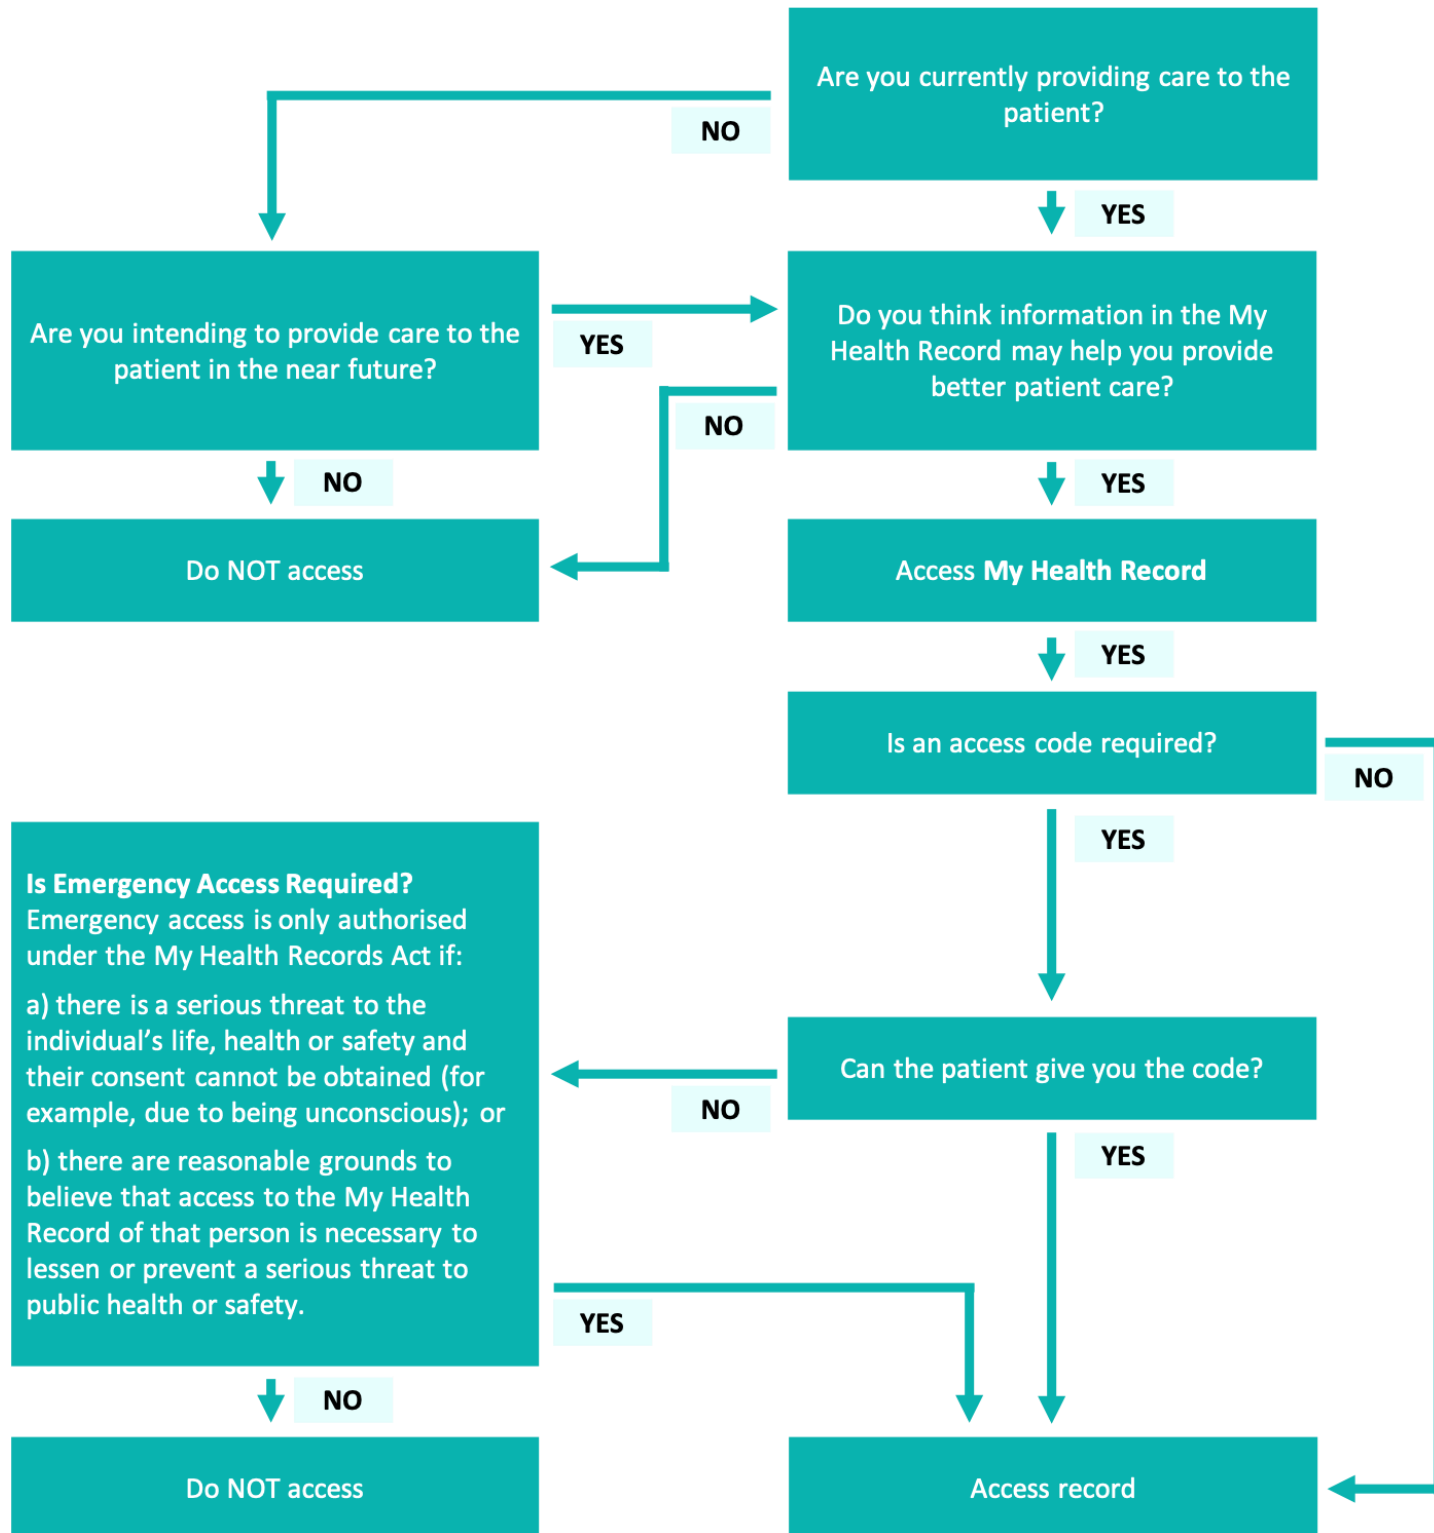 Are you currently providing care to the
patient?
NO
YES
Are you intending to provide care to the
patient in the near future?
YES
Do you think information in the My
Health Record may help you provide
better patient care?
NO
NO
YES
Do NOT access
Access My Health Record
YES
Is an access code required?
NO
YES
Is Emergency Access Required?
Emergency access is only authorised
under the My Health Records Act if:
a) there is a serious threat to the
individual’s life, health or safety and
their consent cannot be obtained (for
example, due to being unconscious); or
b) there are reasonable grounds to
believe that access to the My Health
Record of that person is necessary to
lessen or prevent a serious threat to
public health or safety.
Can the patient give you the code?
NO
YES
YES
NO
Do NOT access
Access record